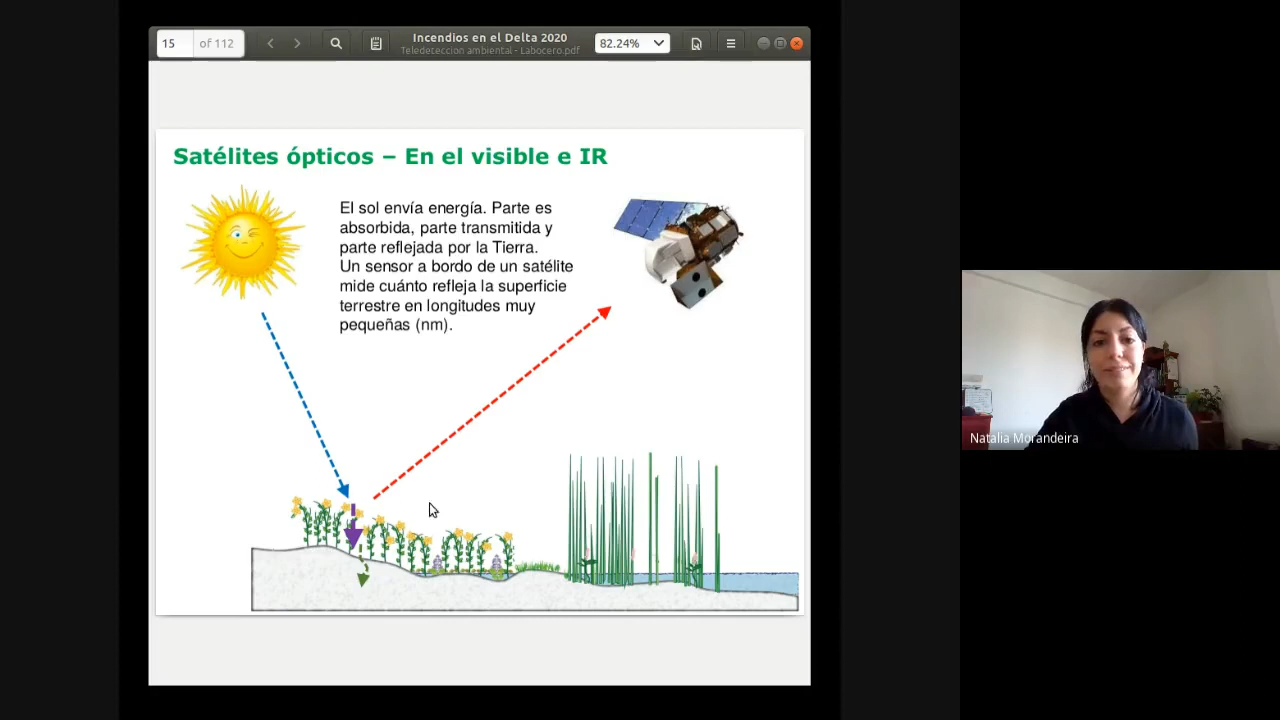 15 of 112
Incendios en el Delta 2020
Teledeteccion ambiental - Labocero.pdf
82.24%
Satélites ópticos – En el visible e IR
El sol envía energía. Parte es
absorbida, parte transmitida y
parte reflejada por la Tierra.
Un sensor a bordo de un satélite
mide cuánto refleja la superficie
terrestre en longitudes muy
pequeñas (nm).
Natalia Morandeira